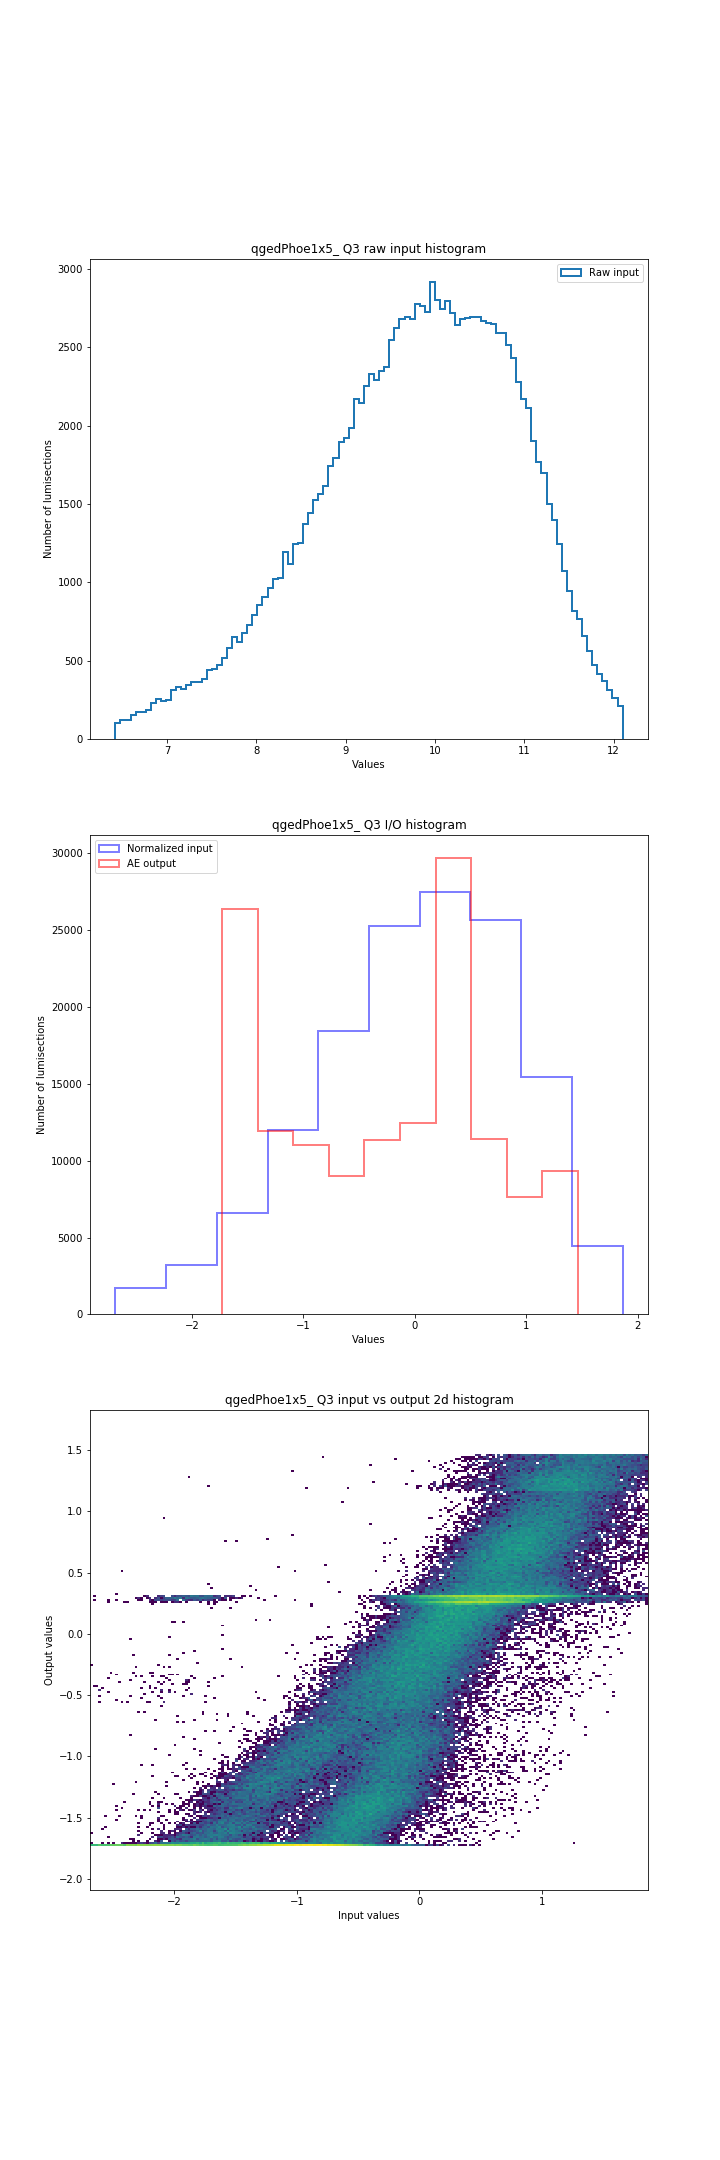 qgedPhoe1x5_ Q3 raw input histogram
Raw input
3000
2500
2000
1500
1000
500
0
7 8 9 10 11 12
Values
Number of lumisections
qgedPhoe1x5_ Q3 I/O histogram
Normalized input
AE output
30000
25000
20000
15000
10000
5000
0
−2 −1 0 1 2
Values
Number of lumisections
qgedPhoe1x5_ Q3 input vs output 2d histogram
1.5
1.0
0.5
0.0
−0.5
−1.0
−1.5
−2.0
−2 −1 0 1
Input values
Output values